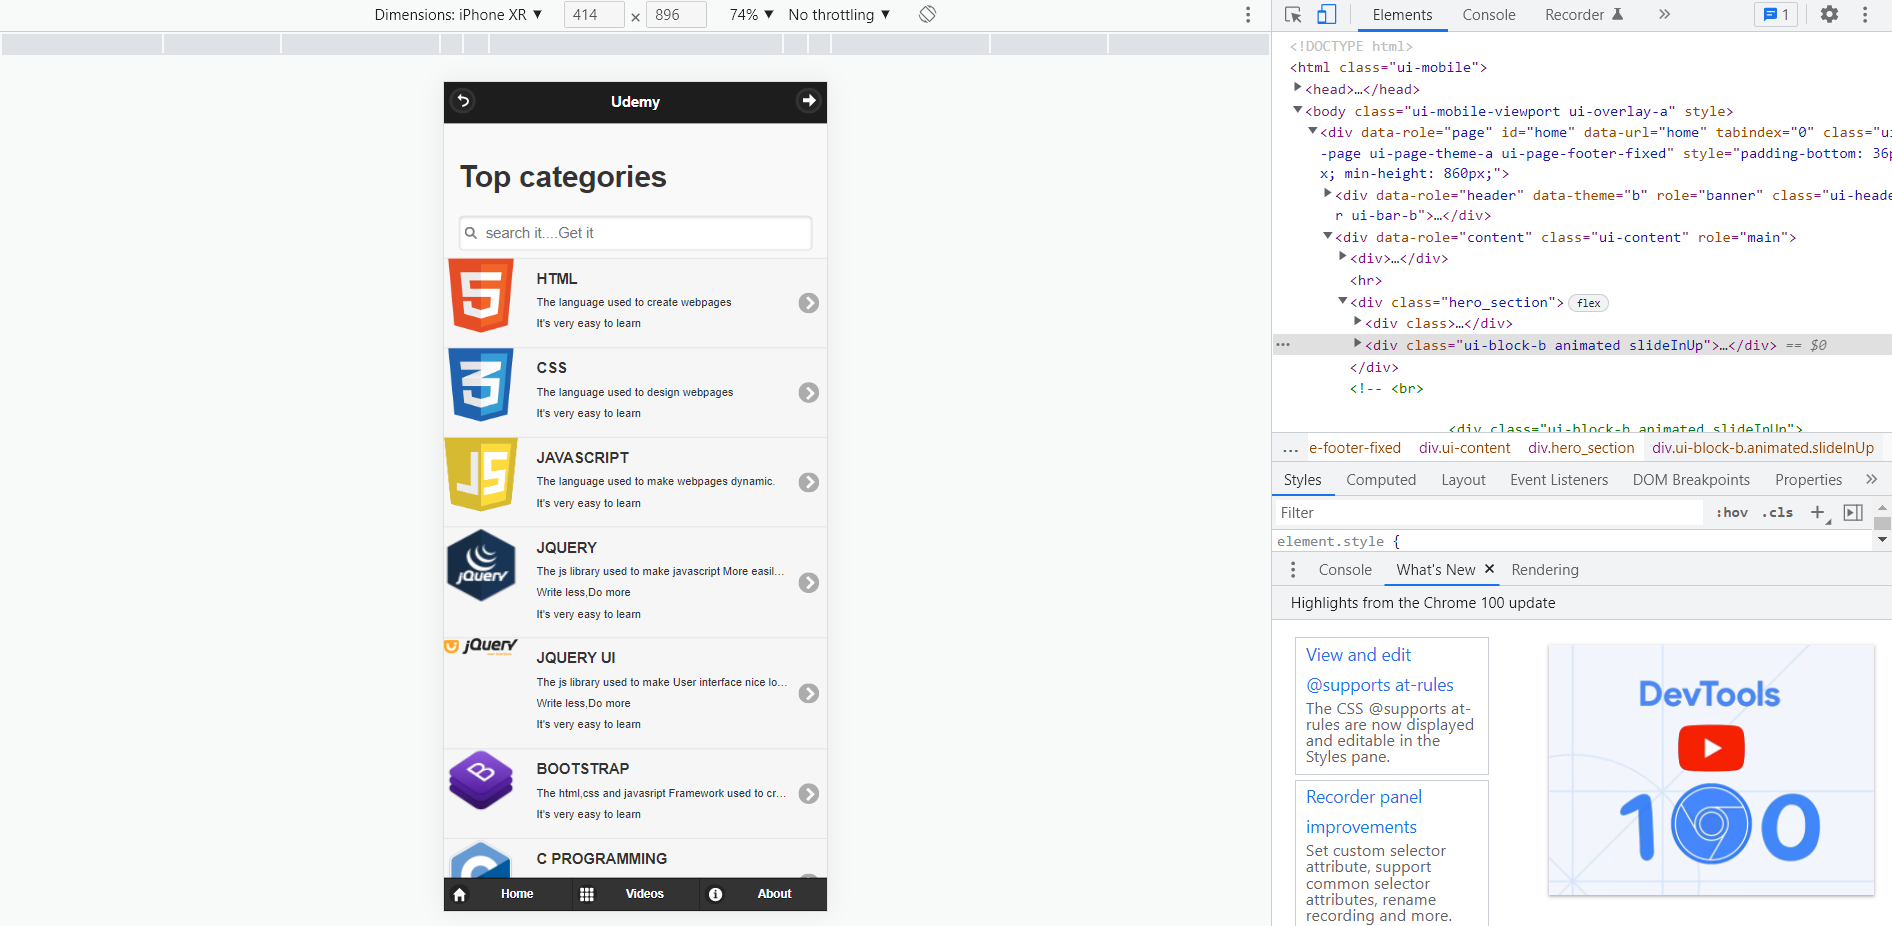 Dimensions: iPhone XR ▼ 414 × 896 74% ▼ No throttling ▼
Udemy
Top categories
search it....Get it
HTML
The language used to create webpages
It's very easy to learn
CSS
The language used to design webpages
It's very easy to learn
JAVASCRIPT
The language used to make webpages dynamic.
It's very easy to learn
jQuery
JQUERY
The js library used to make javascript More easil...
Write less,Do more
It's very easy to learn
jQuery
JQUERY UI
The js library used to make User interface nice lo...
Write less,Do more
It's very easy to learn
B
BOOTSTRAP
The html,css and javasript Framework used to cr...
It's very easy to learn
C PROGRAMMING
Home Videos About
Elements Console Recorder 1
<!DOCTYPE html>
<html class="ui-mobile">
<head>…</head>
<body class="ui-mobile-viewport ui-overlay-a" style>
<div data-role="page" id="home" data-url="home" tabindex="0" class="ui
-page ui-page-theme-a ui-page-footer-fixed" style="padding-bottom: 36p
x; min-height: 860px;">
<div data-role="header" data-theme="b" role="banner" class="ui-heade
r ui-bar-b">…</div>
<div data-role="content" class="ui-content" role="main">
<div>…</div>
<hr>
<div class="hero_section"> flex
<div class>…</div>
<div class="ui-block-b animated slideInUp">…</div> == $0
</div>
<!-- <br>
<div class="ui-block-b animated slideInUp">
... e-footer-fixed div.ui-content div.hero_section div.ui-block-b.animated.slideInUp
Styles Computed Layout Event Listeners DOM Breakpoints Properties
Filter :hov .cls
element.style {
Console What's New Rendering
Highlights from the Chrome 100 update
View and edit
@supports at-rules
The CSS @supports at-
rules are now displayed
and editable in the
Styles pane.
Recorder panel
improvements
Set custom selector
attribute, support
common selector
attributes, rename
recording and more.
DevTools
100